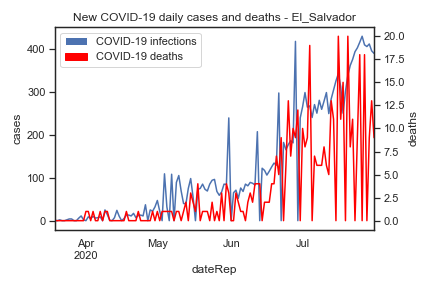 New COVID-19 daily cases and deaths - El_Salvador
COVID-19 infections
COVID-19 deaths
400
300
200
100
0
cases
20.0
17.5
15.0
12.5
10.0
7.5
5.0
2.5
0.0
deaths
Apr
2020
May
Jun
Jul
dateRep